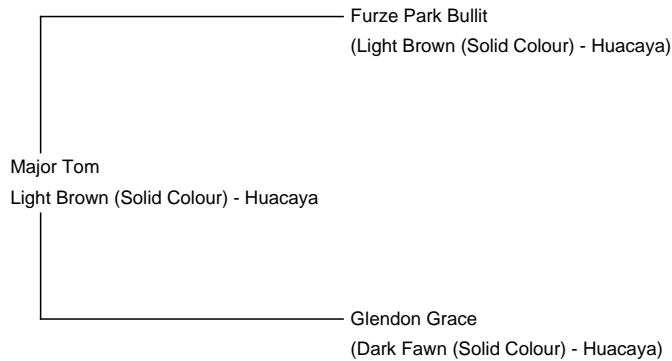 Furze Park Bullit
(Light Brown (Solid Colour) - Huacaya)
Major Tom
Light Brown (Solid Colour) - Huacaya
Glendon Grace
(Dark Fawn (Solid Colour) - Huacaya)